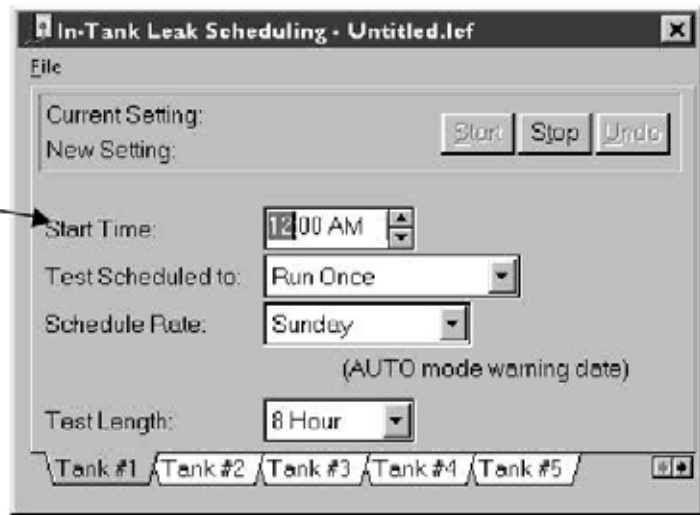 In-Tank Leak Scheduling - Untitled.lef
File
Current Setting:
New Setting:
Start Stop Undo
Start Time: 12:00 AM
Test Scheduled to: Run Once
Schedule Rate: Sunday
(AUTO mode warning date)
Test Length: 8 Hour
Tank #1 Tank #2 Tank #3 Tank #4 Tank #5